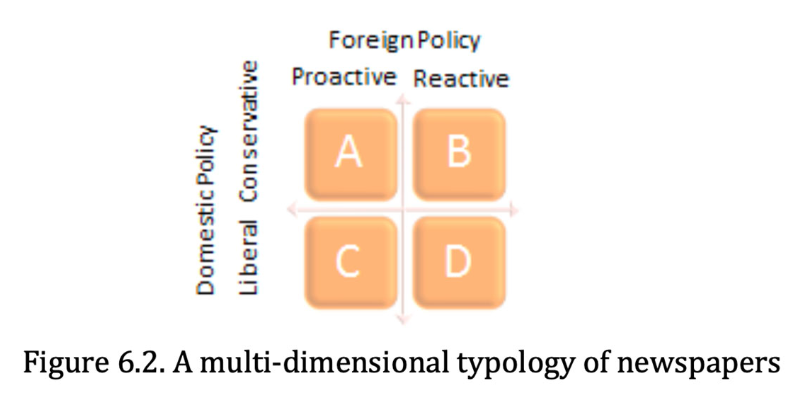 Foreign Policy
Proactive Reactive
Domestic Policy
Liberal Conservative
A B
C D
Figure 6.2. A multi-dimensional typology of newspapers